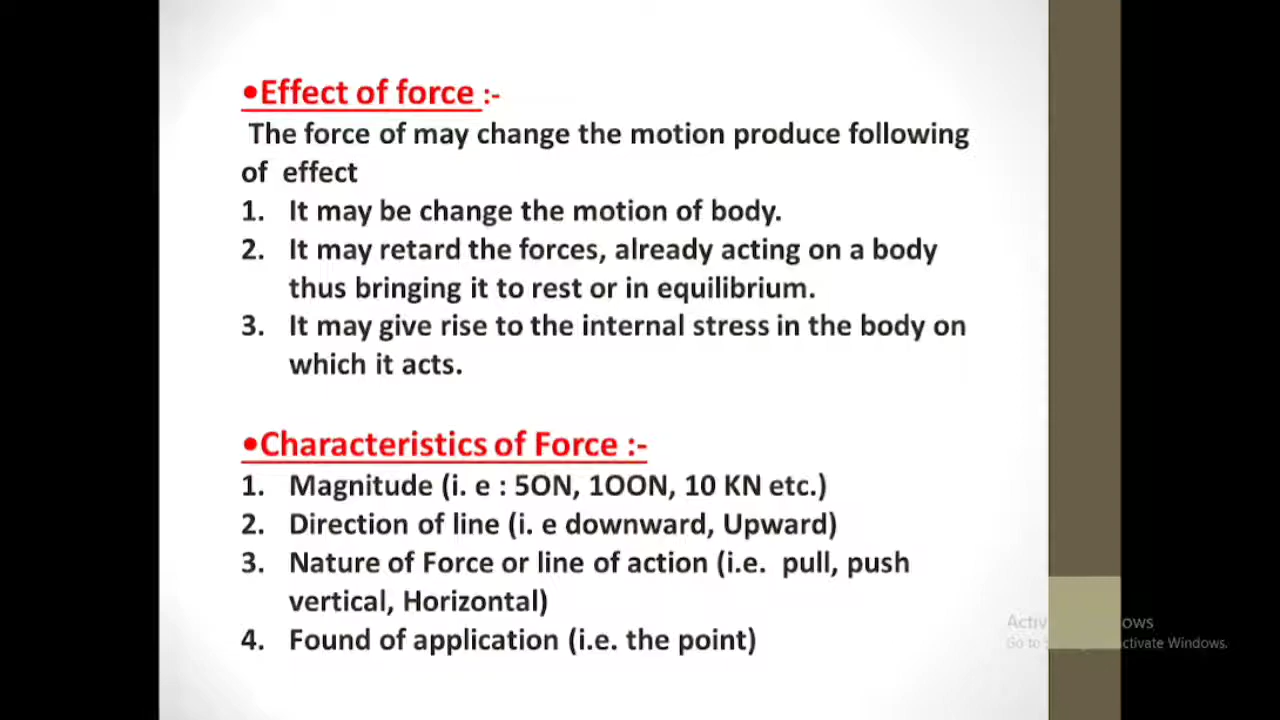 •Effect of force :-
The force of may change the motion produce following
of effect
1. It may be change the motion of body.
2. It may retard the forces, already acting on a body
thus bringing it to rest or in equilibrium.
3. It may give rise to the internal stress in the body on
which it acts.
•Characteristics of Force :-
1. Magnitude (i. e : 5ON, 1OON, 10 KN etc.)
2. Direction of line (i. e downward, Upward)
3. Nature of Force or line of action (i.e. pull, push
vertical, Horizontal)
4. Found of application (i.e. the point)
Go to